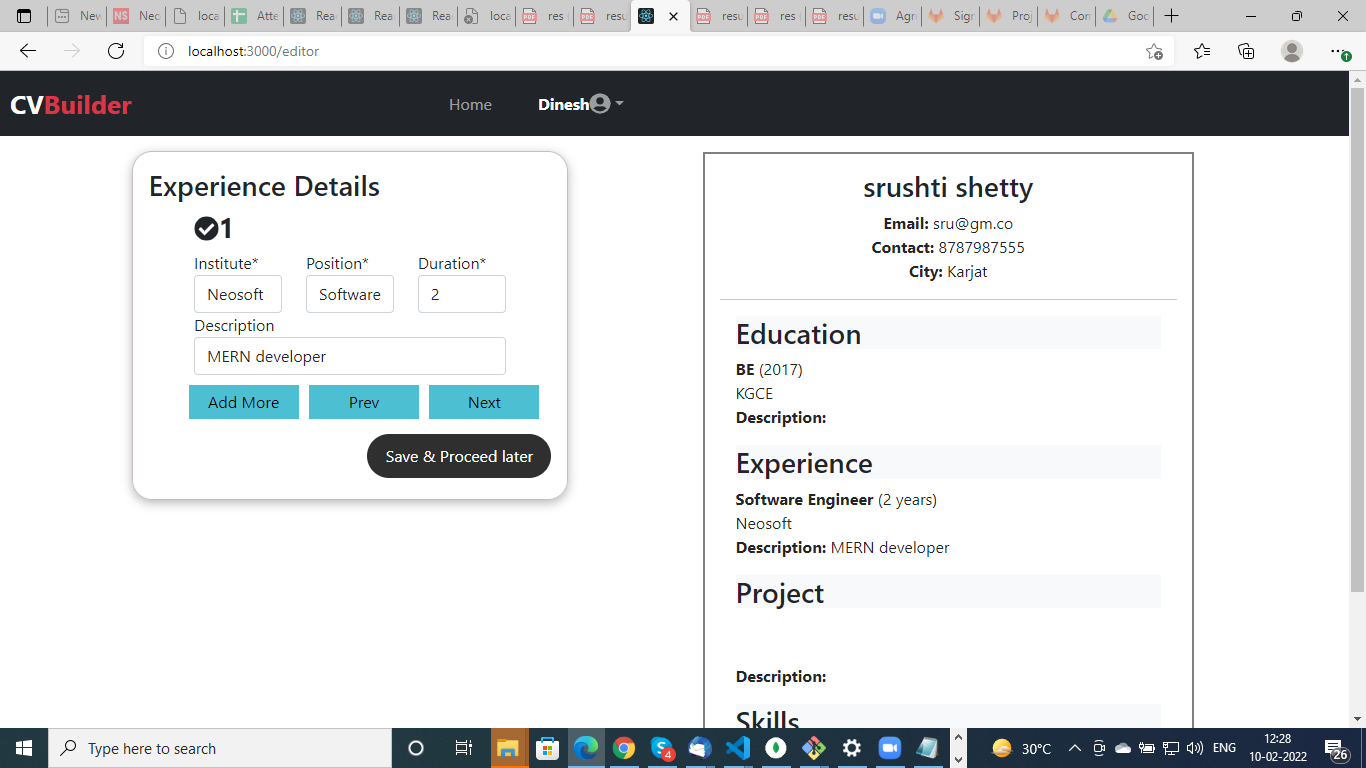 New
NS Neo
loca
Atte
Rea
Rea
Rea
loca
res
resu
resu
res
resu
Agr
Sigr
Proj
Con
Goo
localhost:3000/editor
CVBuilder
Home
Dinesh
Experience Details
1
Institute* Position* Duration*
Neosoft Software 2
Description
MERN developer
Add More Prev Next
Save & Proceed later
srushti shetty
Email: sru@gm.co
Contact: 8787987555
City: Karjat
Education
BE (2017)
KGCE
Description:
Experience
Software Engineer (2 years)
Neosoft
Description: MERN developer
Project
Description:
Skills
Type here to search
4
30°C
ENG
12:28
10-02-2022
26